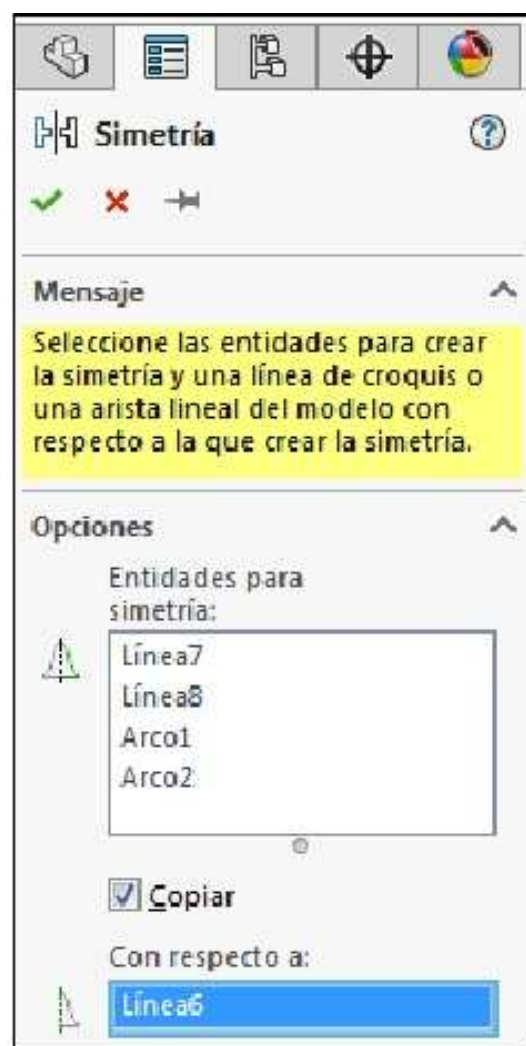 Simetría
Mensaje
Seleccione las entidades para crear
la simetría y una línea de croquis o
una arista lineal del modelo con
respecto a la que crear la simetría.
Opciones
Entidades para
simetría:
Línea7
Línea8
Arco1
Arco2
Copiar
Con respecto a:
Línea6